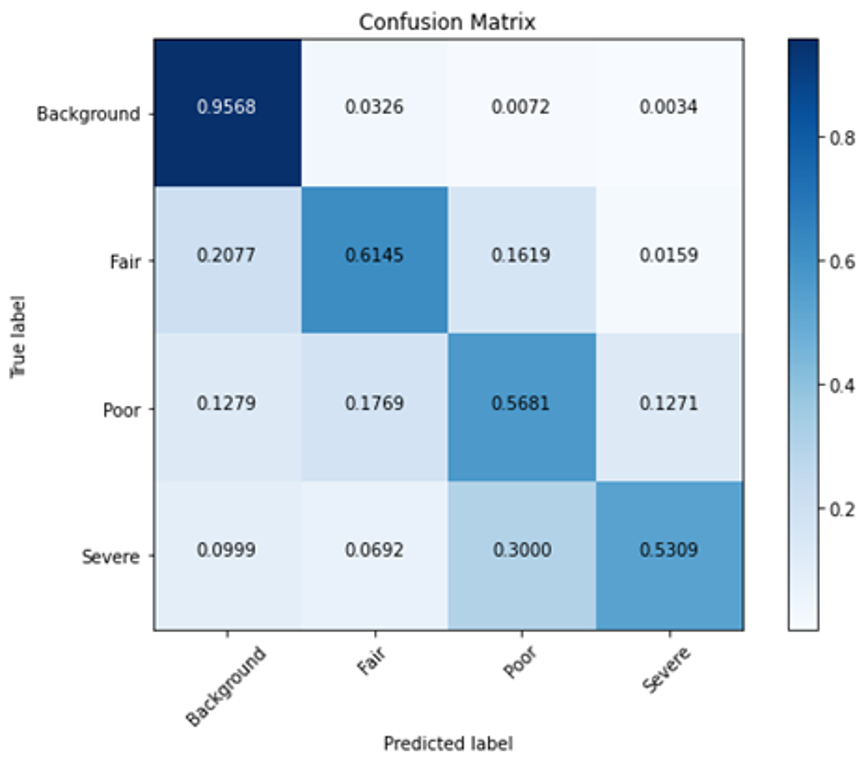 Confusion Matrix
Background 0.9568 0.0326 0.0072 0.0034
Fair 0.2077 0.6145 0.1619 0.0159
Poor 0.1279 0.1769 0.5681 0.1271
Severe 0.0999 0.0692 0.3000 0.5309
True label
Background Fair Poor Severe
Predicted label
0.8
0.6
0.4
0.2